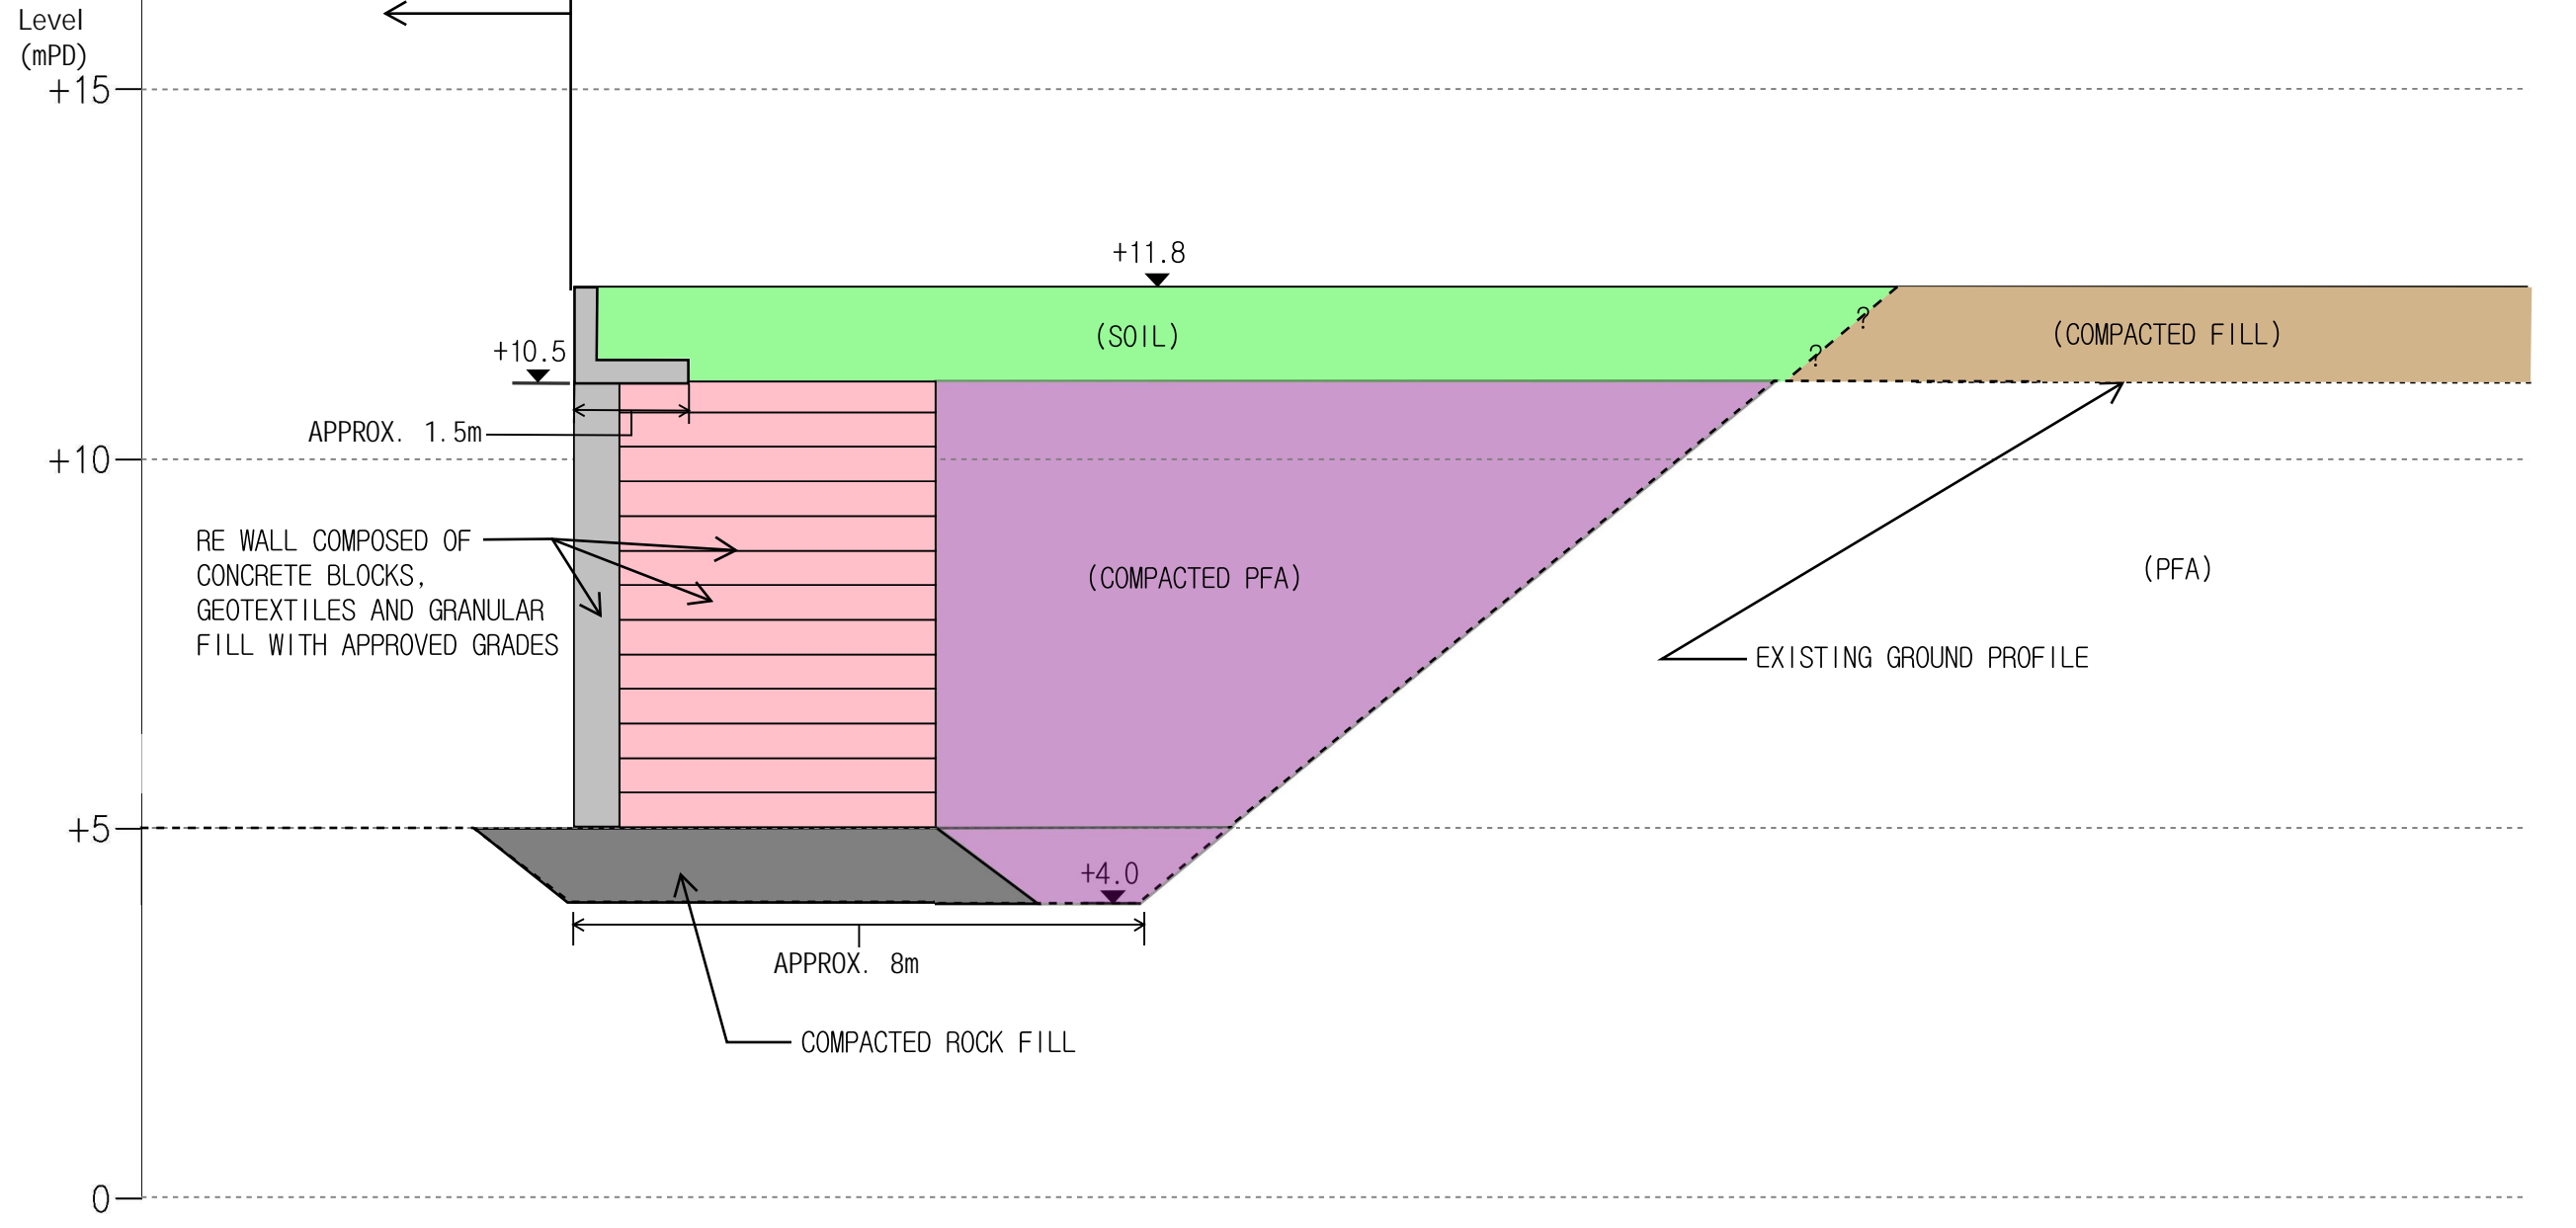 Level
(mPD)
+15
+11.8
(SOIL)
?
?
(COMPACTED FILL)
+10.5
APPROX. 1.5m
+10
RE WALL COMPOSED OF
CONCRETE BLOCKS,
GEOTEXTILES AND GRANULAR
FILL WITH APPROVED GRADES
(COMPACTED PFA)
(PFA)
EXISTING GROUND PROFILE
+5
+4.0
APPROX. 8m
COMPACTED ROCK FILL
0